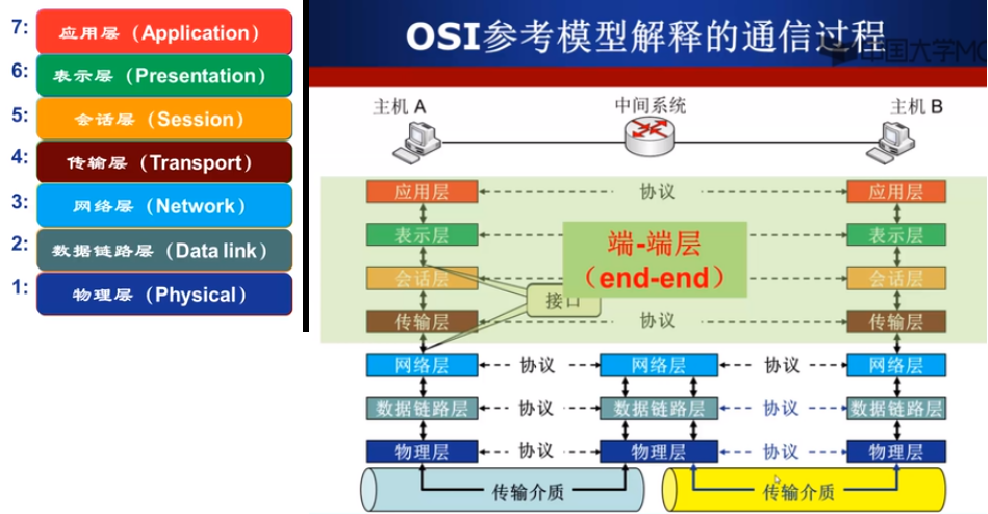 7: 应用层（Application）
6: 表示层（Presentation）
5: 会话层（Session）
4: 传输层（Transport）
3: 网络层（Network）
2: 数据链路层（Data link）
1: 物理层（Physical）
OSI参考模型解释的通信过程
中国大学MO
主机 A
中间系统
主机 B
应用层 协议 应用层
表示层 表示层
端-端层
（end-end）
会话层 会话层
接口
传输层 协议 传输层
网络层 协议 网络层 协议 网络层
数据链路层 协议 数据链路层 协议 数据链路层
物理层 协议 物理层 协议 物理层
传输介质 传输介质